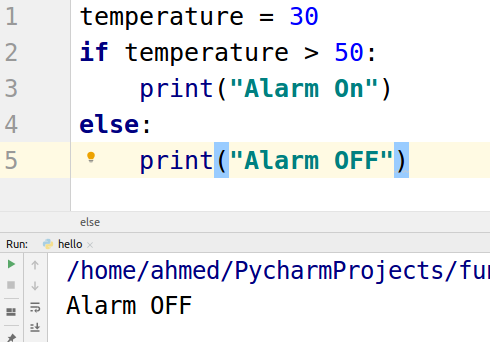 1 temperature = 30
2 if temperature > 50:
3     print("Alarm On")
4 else:
5     print("Alarm OFF")
else
Run: hello ×
/home/ahmed/PycharmProjects/fu
Alarm OFF